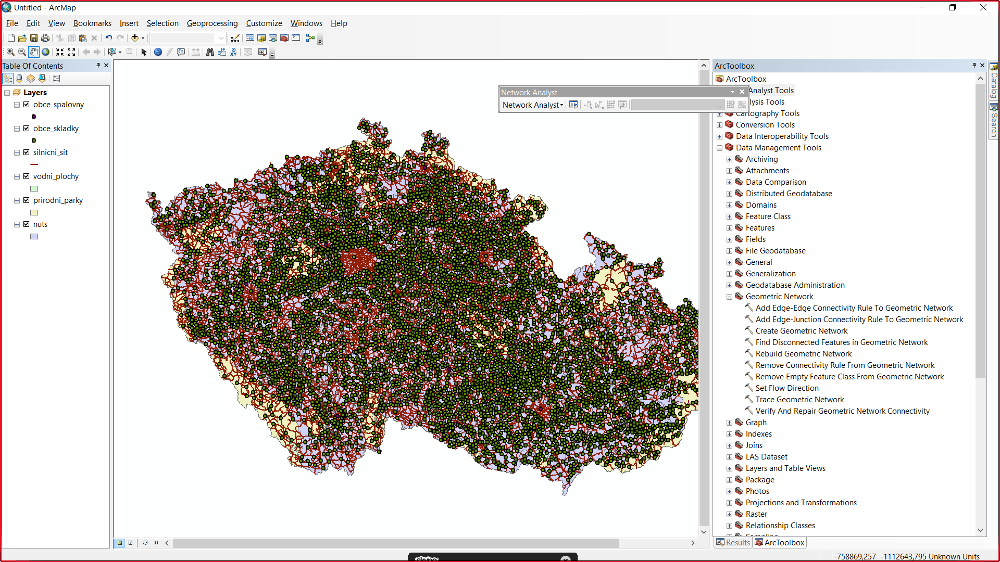 Untitled - ArcMap
File Edit View Bookmarks Insert Selection Geoprocessing Customize Windows Help
Table Of Contents
Layers
obce_spalovny
obce_skladky
silnicni_sit
vodni_plochy
prirodni_parky
nuts
Network Analyst
Network Analyst
ArcToolbox
ArcToolbox
Analyst Tools
lysis Tools
Cartography Tools
Conversion Tools
Data Interoperability Tools
Data Management Tools
Archiving
Attachments
Data Comparison
Distributed Geodatabase
Domains
Feature Class
Features
Fields
File Geodatabase
General
Generalization
Geodatabase Administration
Geometric Network
Add Edge-Edge Connectivity Rule To Geometric Network
Add Edge-Junction Connectivity Rule To Geometric Network
Create Geometric Network
Find Disconnected Features in Geometric Network
Rebuild Geometric Network
Remove Connectivity Rule From Geometric Network
Remove Empty Feature Class From Geometric Network
Set Flow Direction
Trace Geometric Network
Verify And Repair Geometric Network Connectivity
Graph
Indexes
Joins
LAS Dataset
Layers and Table Views
Package
Photos
Projections and Transformations
Raster
Relationship Classes
Sampling
Results ArcToolbox
Catalog
Search
-758869,257 -1112643,795 Unknown Units